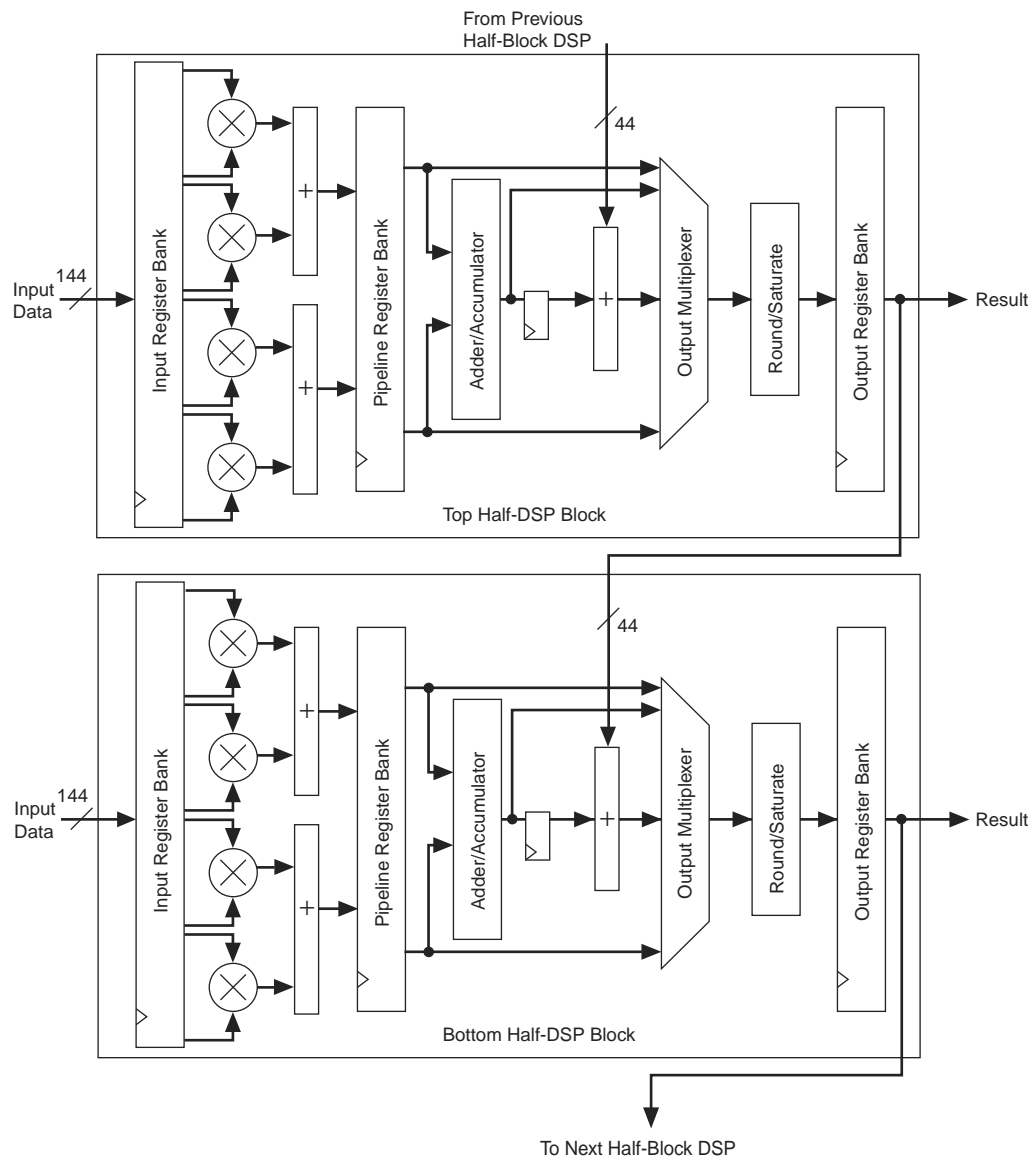 From Previous
Half-Block DSP
44
144
Input
Data
Input Register Bank
+
+
Pipeline Register Bank
Adder/Accumulator
+
Output Multiplexer
Round/Saturate
Output Register Bank
Result
Top Half-DSP Block
44
144
Input
Data
Input Register Bank
+
+
Pipeline Register Bank
Adder/Accumulator
+
Output Multiplexer
Round/Saturate
Output Register Bank
Result
Bottom Half-DSP Block
To Next Half-Block DSP